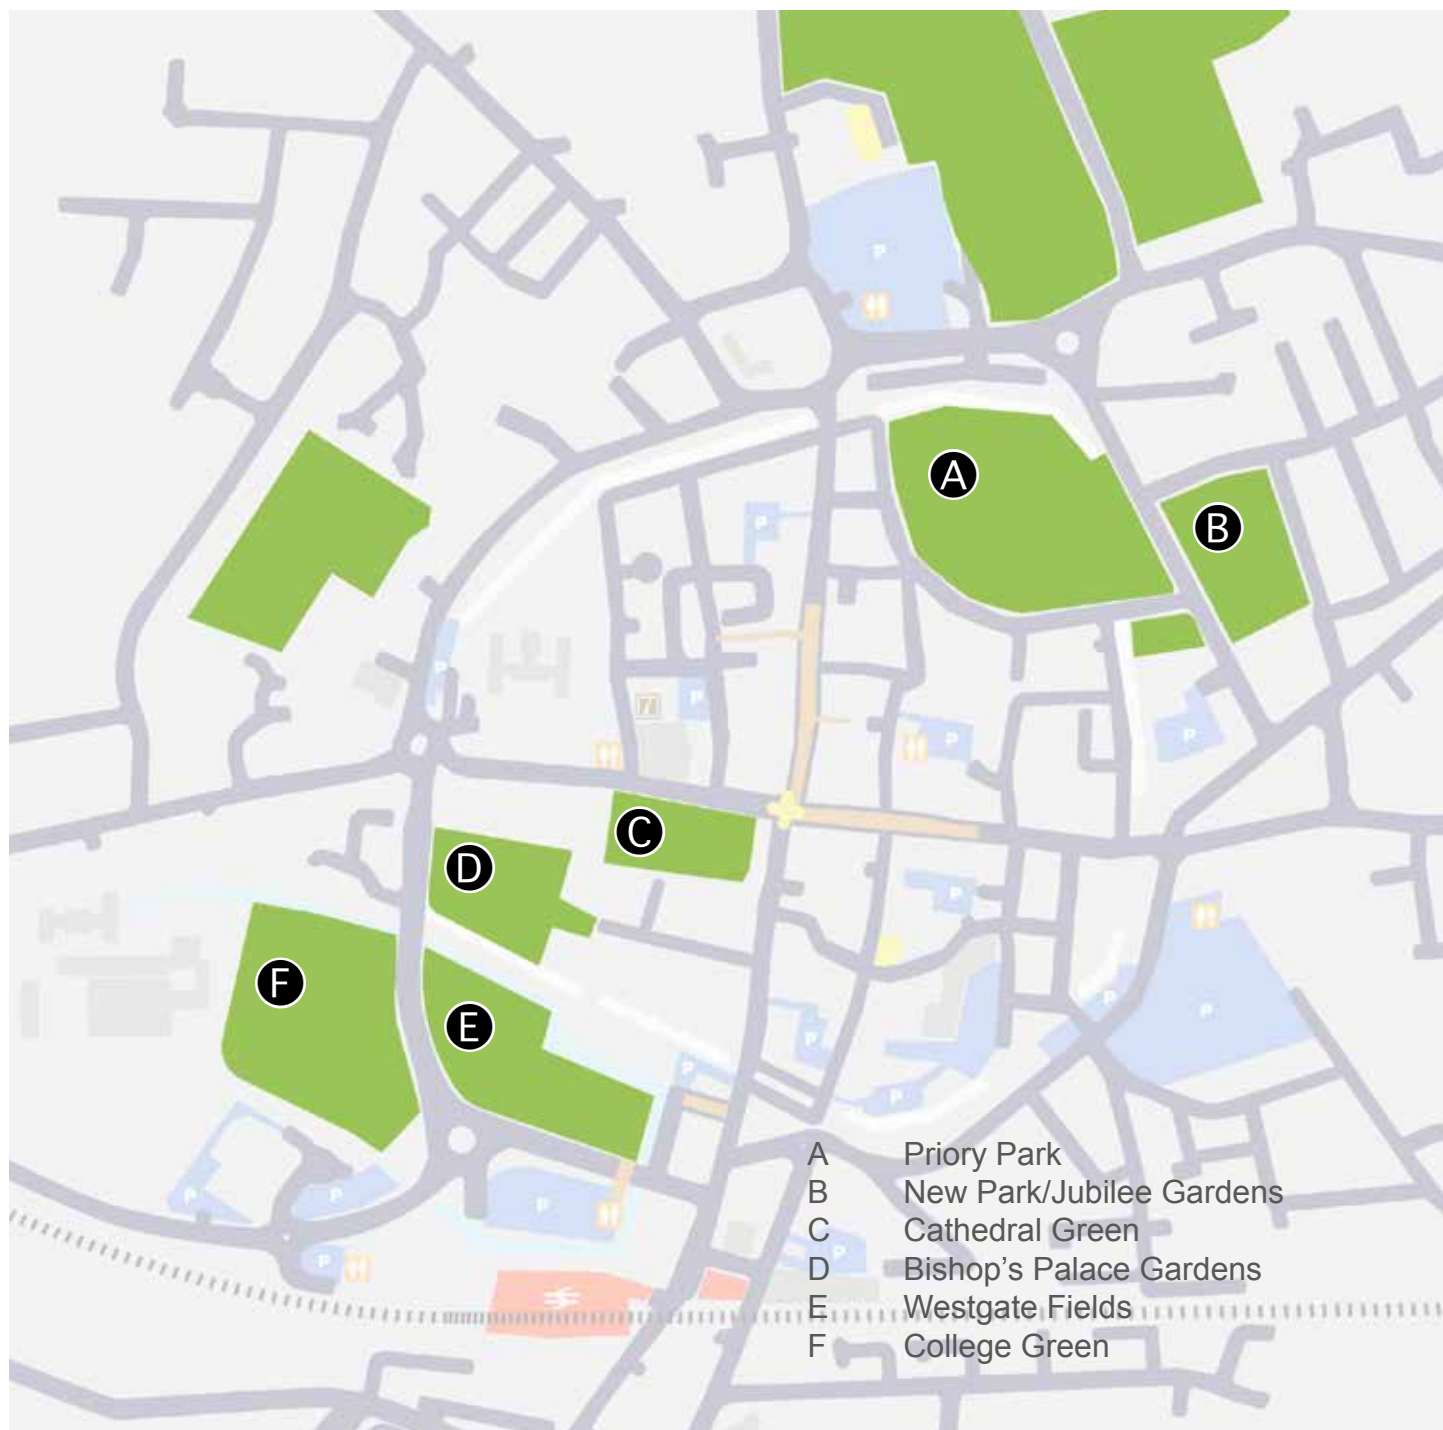 P
P
A
B
P
P
P
P
P
C
D
P
F
P
P
E
P
P
P
A Priory Park
B New Park/Jubilee Gardens
P
P
P
C Cathedral Green
P
P
D Bishop’s Palace Gardens
E Westgate Fields
F College Green